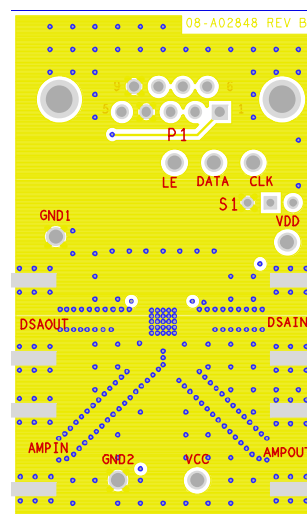 08-A02848 REV B
9 6
5 1
P1
LE DATA CLK
S1
VDD
GND1
DSAOUT DSAIN
AMPIN AMPOUT
GND2 VCC